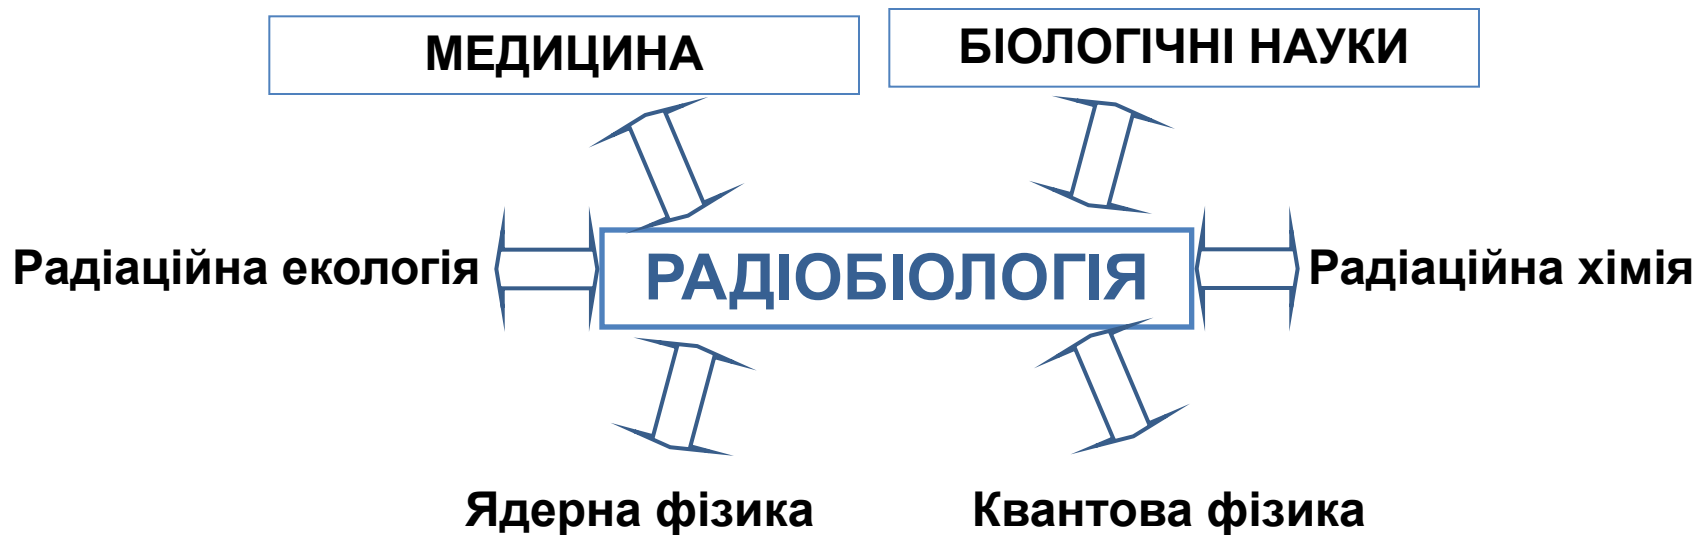 МЕДИЦИНА
БІОЛОГІЧНІ НАУКИ
Радіаційна екологія
РАДІОБІОЛОГІЯ
Радіаційна хімія
Ядерна фізика
Квантова фізика